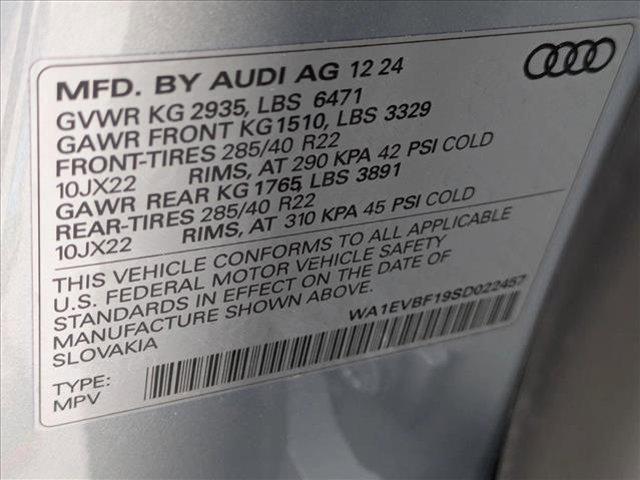 MFD. BY AUDI AG 12 24
GVWR KG 2935, LBS 6471
GAWR FRONT KG1510, LBS 3329
FRONT-TIRES 285/40 R22
10JX22 RIMS, AT 290 KPA 42 PSI COLD
GAWR REAR KG 1765, LBS 3891
REAR-TIRES 285/40 R22
10JX22 RIMS, AT 310 KPA 45 PSI COLD
THIS VEHICLE CONFORMS TO ALL APPLICABLE
U.S. FEDERAL MOTOR VEHICLE SAFETY
STANDARDS IN EFFECT ON THE DATE OF
MANUFACTURE SHOWN ABOVE.
SLOVAKIA
WA1EVBF19SD022457
TYPE:
MPV